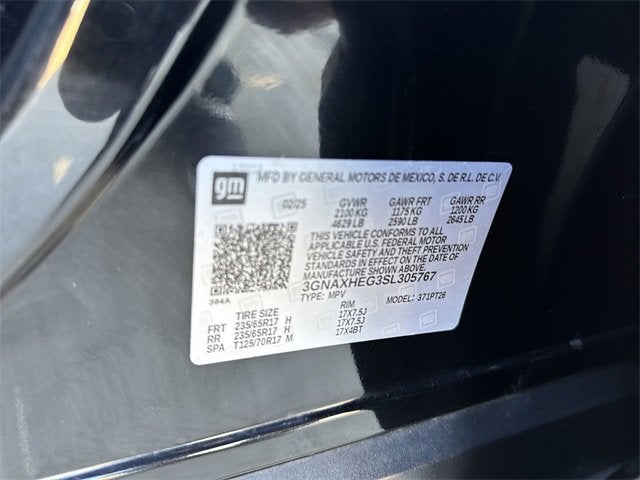 gm
MFD BY GENERAL MOTORS DE MEXICO, S. DE R.L. DE C.V.
02/25 GVWR GAWR FRT GAWR RR
2100 KG 1175 KG 1200 KG
4629 LB 2590 LB 2645 LB
THIS VEHICLE CONFORMS TO ALL
APPLICABLE U.S. FEDERAL MOTOR
VEHICLE SAFETY AND THEFT PREVENTION
STANDARDS IN EFFECT ON THE DATE OF
MANUFACTURE SHOWN ABOVE.
3GNAXHEG3SL305767
TYPE: MPV MODEL: 371PT26
384A
TIRE SIZE RIM
FRT 235/65R17 H 17X7.5J
RR 235/65R17 H 17X7.5J
SPA T125/70R17 M 17X4BT